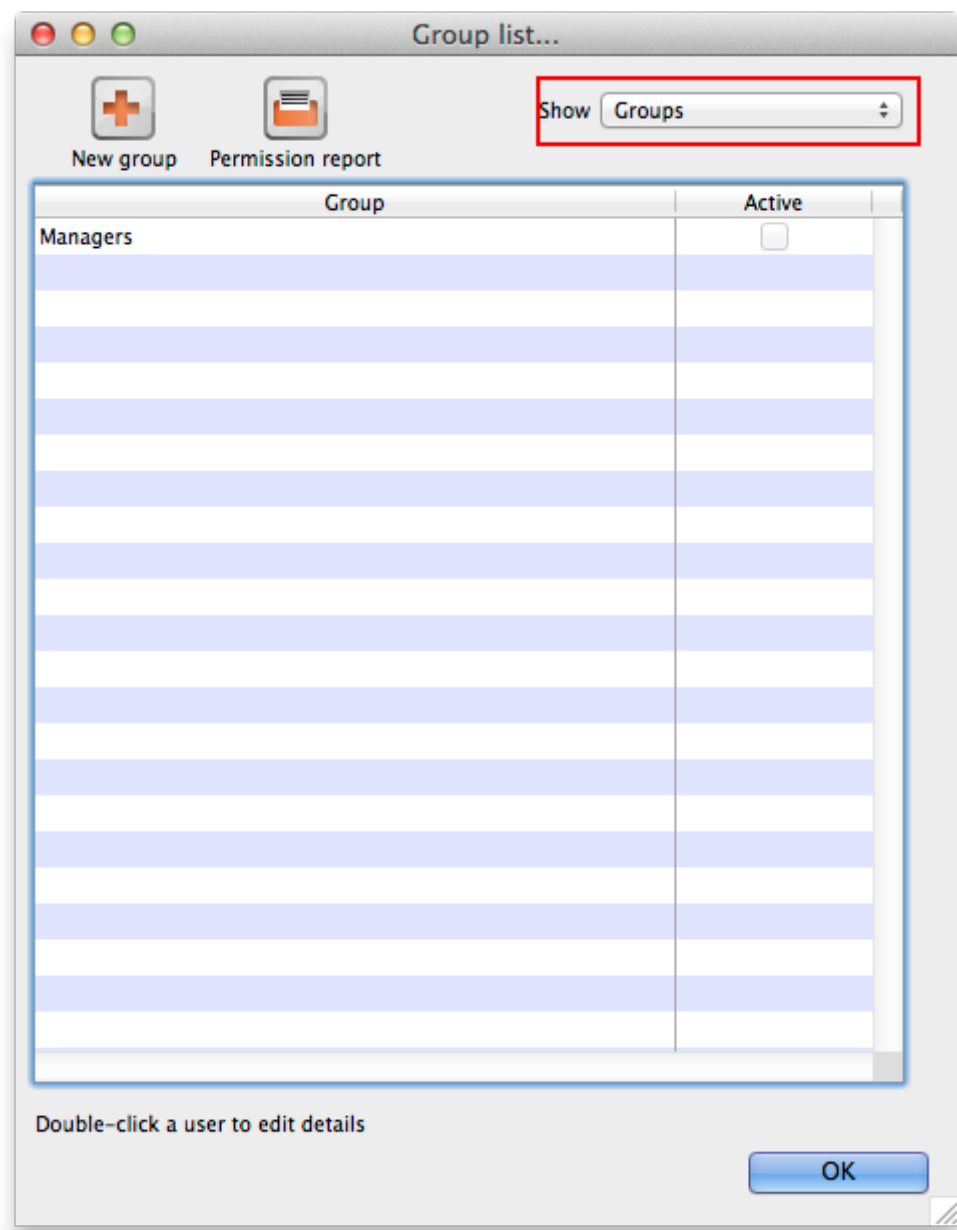 Group list...
Show Groups
New group Permission report
Group Active
Managers
Double-click a user to edit details
OK